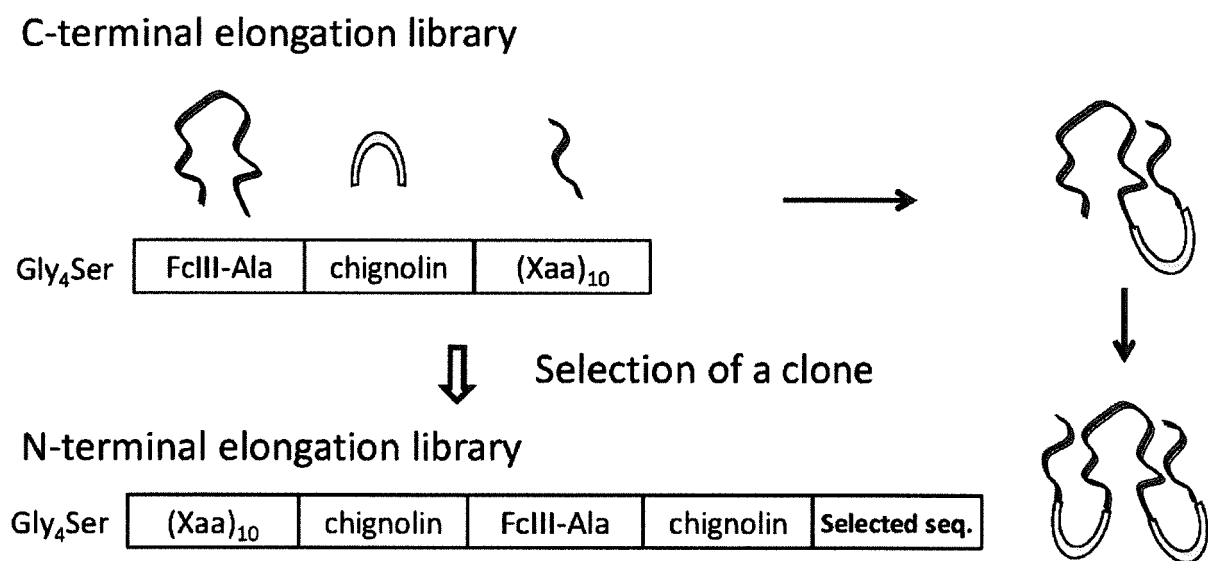 C-terminal elongation library
Gly₄Ser FcIII-Ala chignolin (Xaa)₁₀
Selection of a clone
N-terminal elongation library
Gly₄Ser (Xaa)₁₀ chignolin FcIII-Ala chignolin Selected seq.